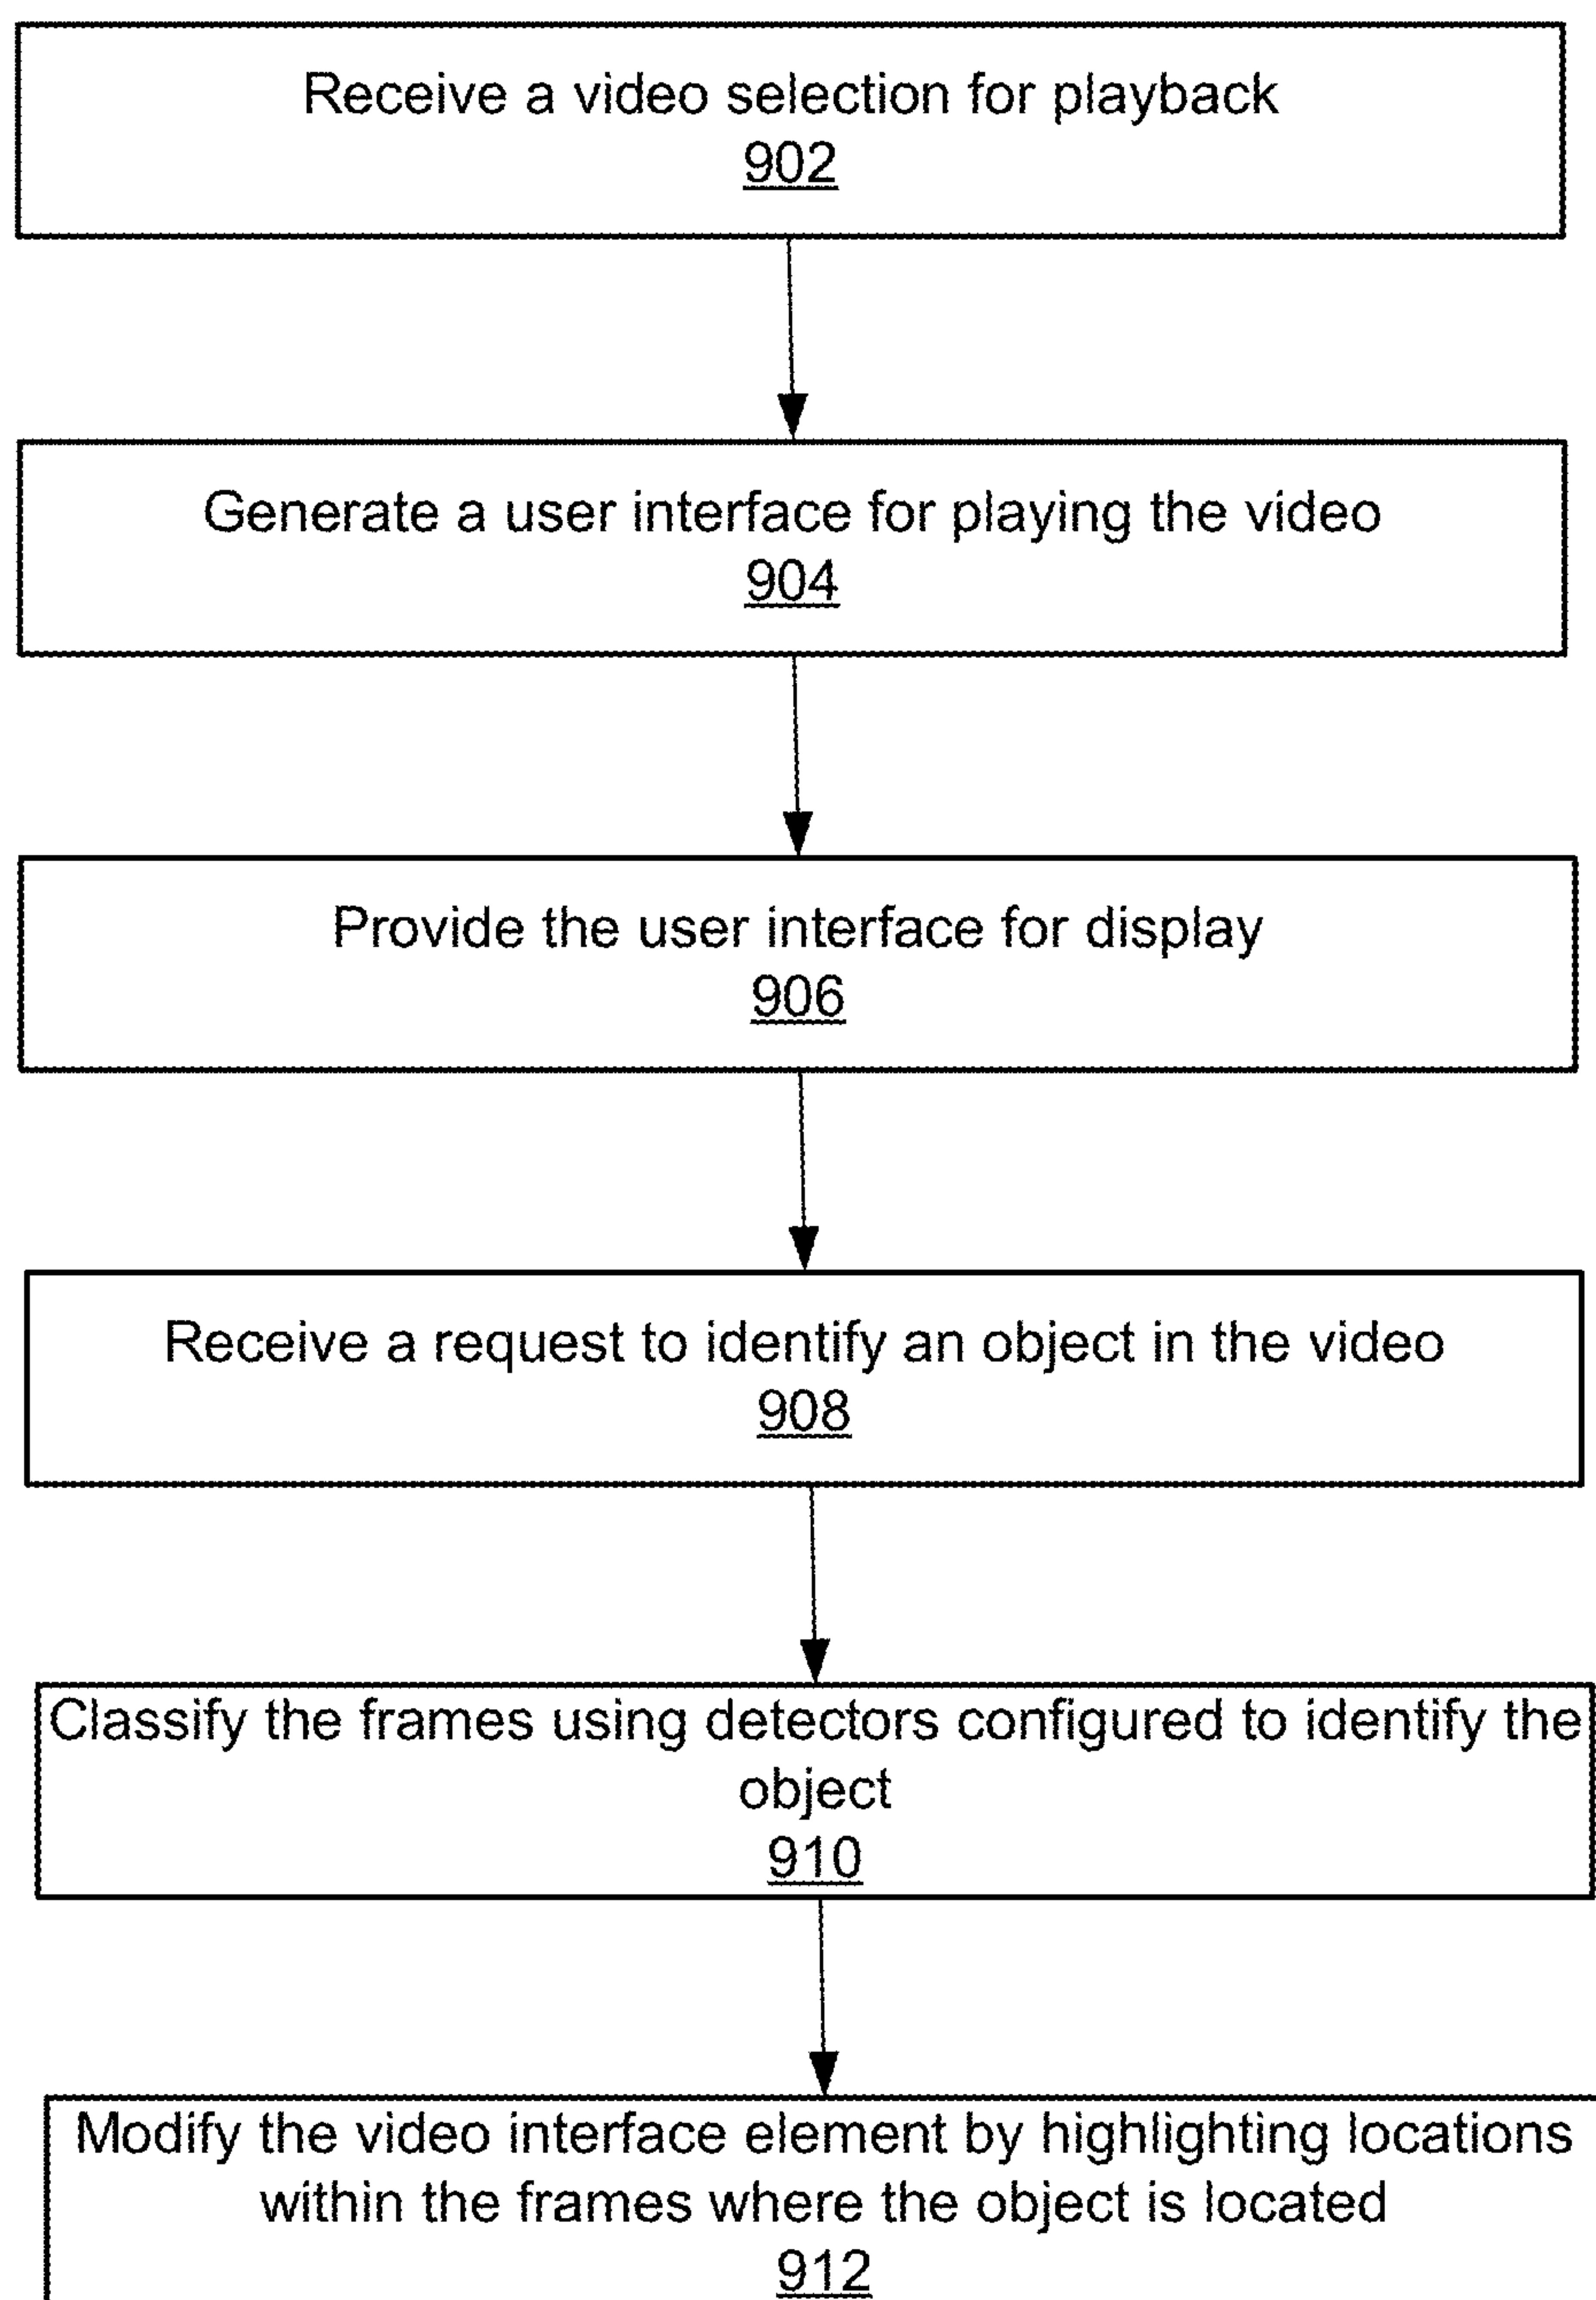 Receive a video selection for playback
902
Generate a user interface for playing the video
904
Provide the user interface for display
906
Receive a request to identify an object in the video
908
Classify the frames using detectors configured to identify the
object
910
Modify the video interface element by highlighting locations
within the frames where the object is located
912